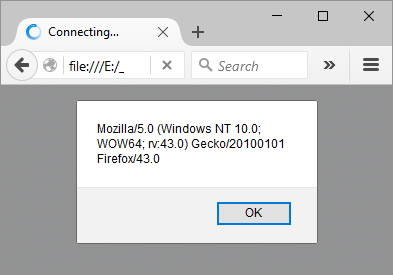 Connecting...
file:///E:/_
Search
Mozilla/5.0 (Windows NT 10.0;
WOW64; rv:43.0) Gecko/20100101
Firefox/43.0
OK